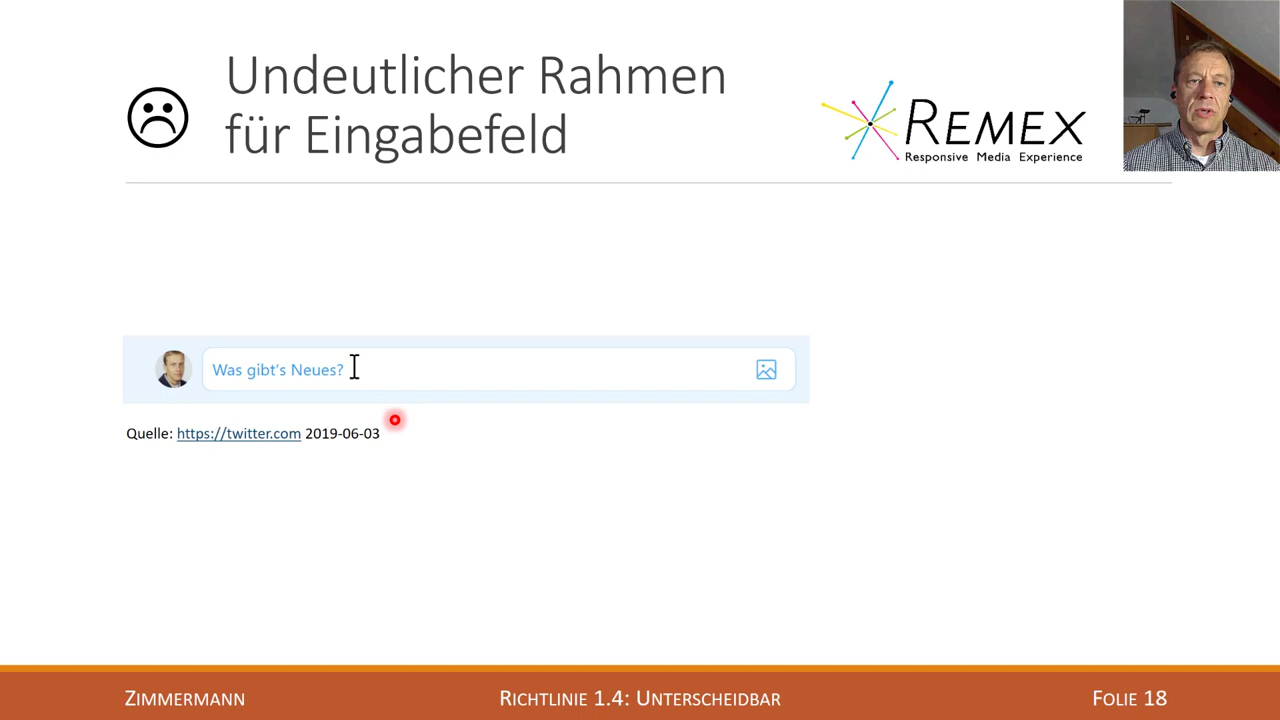 Undeutlicher Rahmen
für Eingabefeld
REMEX
Responsive Media Experience
Was gibt's Neues?
Quelle: https://twitter.com 2019-06-03
ZIMMERMANN
RICHTLINIE 1.4: UNTERSCHEIDBAR
FOLIE 18